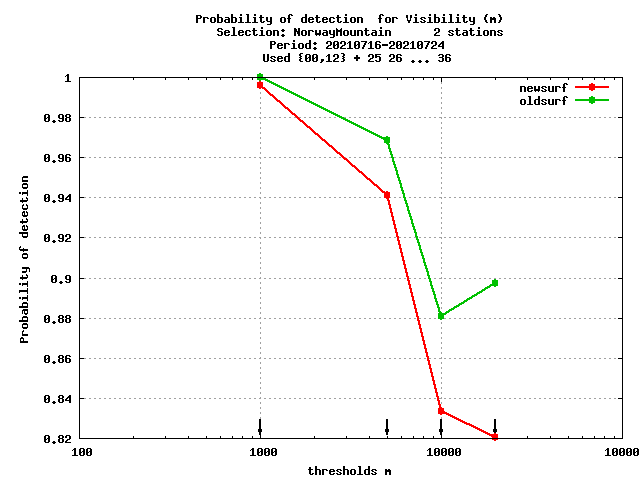 Probability of detection for Visibility (m)
Selection: NorwayMountain 2 stations
Period: 20210716-20210724
Used {00,12} + 25 26 ... 36
newsurf
oldsurf
1
0.98
0.96
0.94
0.92
0.9
0.88
0.86
0.84
0.82
Probability of detection
100 1000 10000 10000
thresholds m